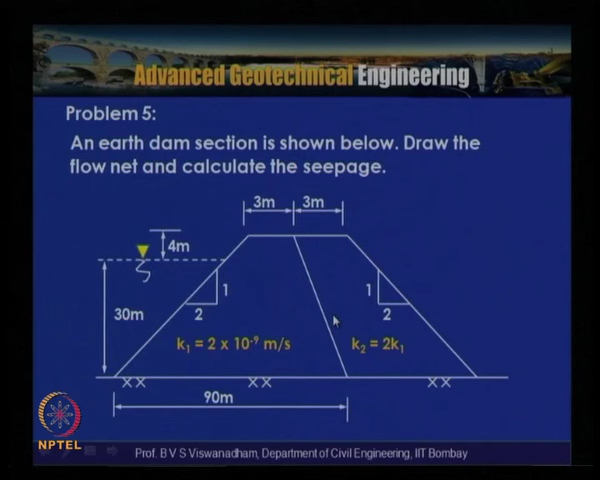 Advanced Geotechnical Engineering
Problem 5:
An earth dam section is shown below. Draw the
flow net and calculate the seepage.
3m 3m
4m
1 1
2 2
30m
k₁ = 2 x 10⁻⁹ m/s k₂ = 2k₁
90m
NPTEL
Prof. B V S Viswanadham, Department of Civil Engineering, IIT Bombay